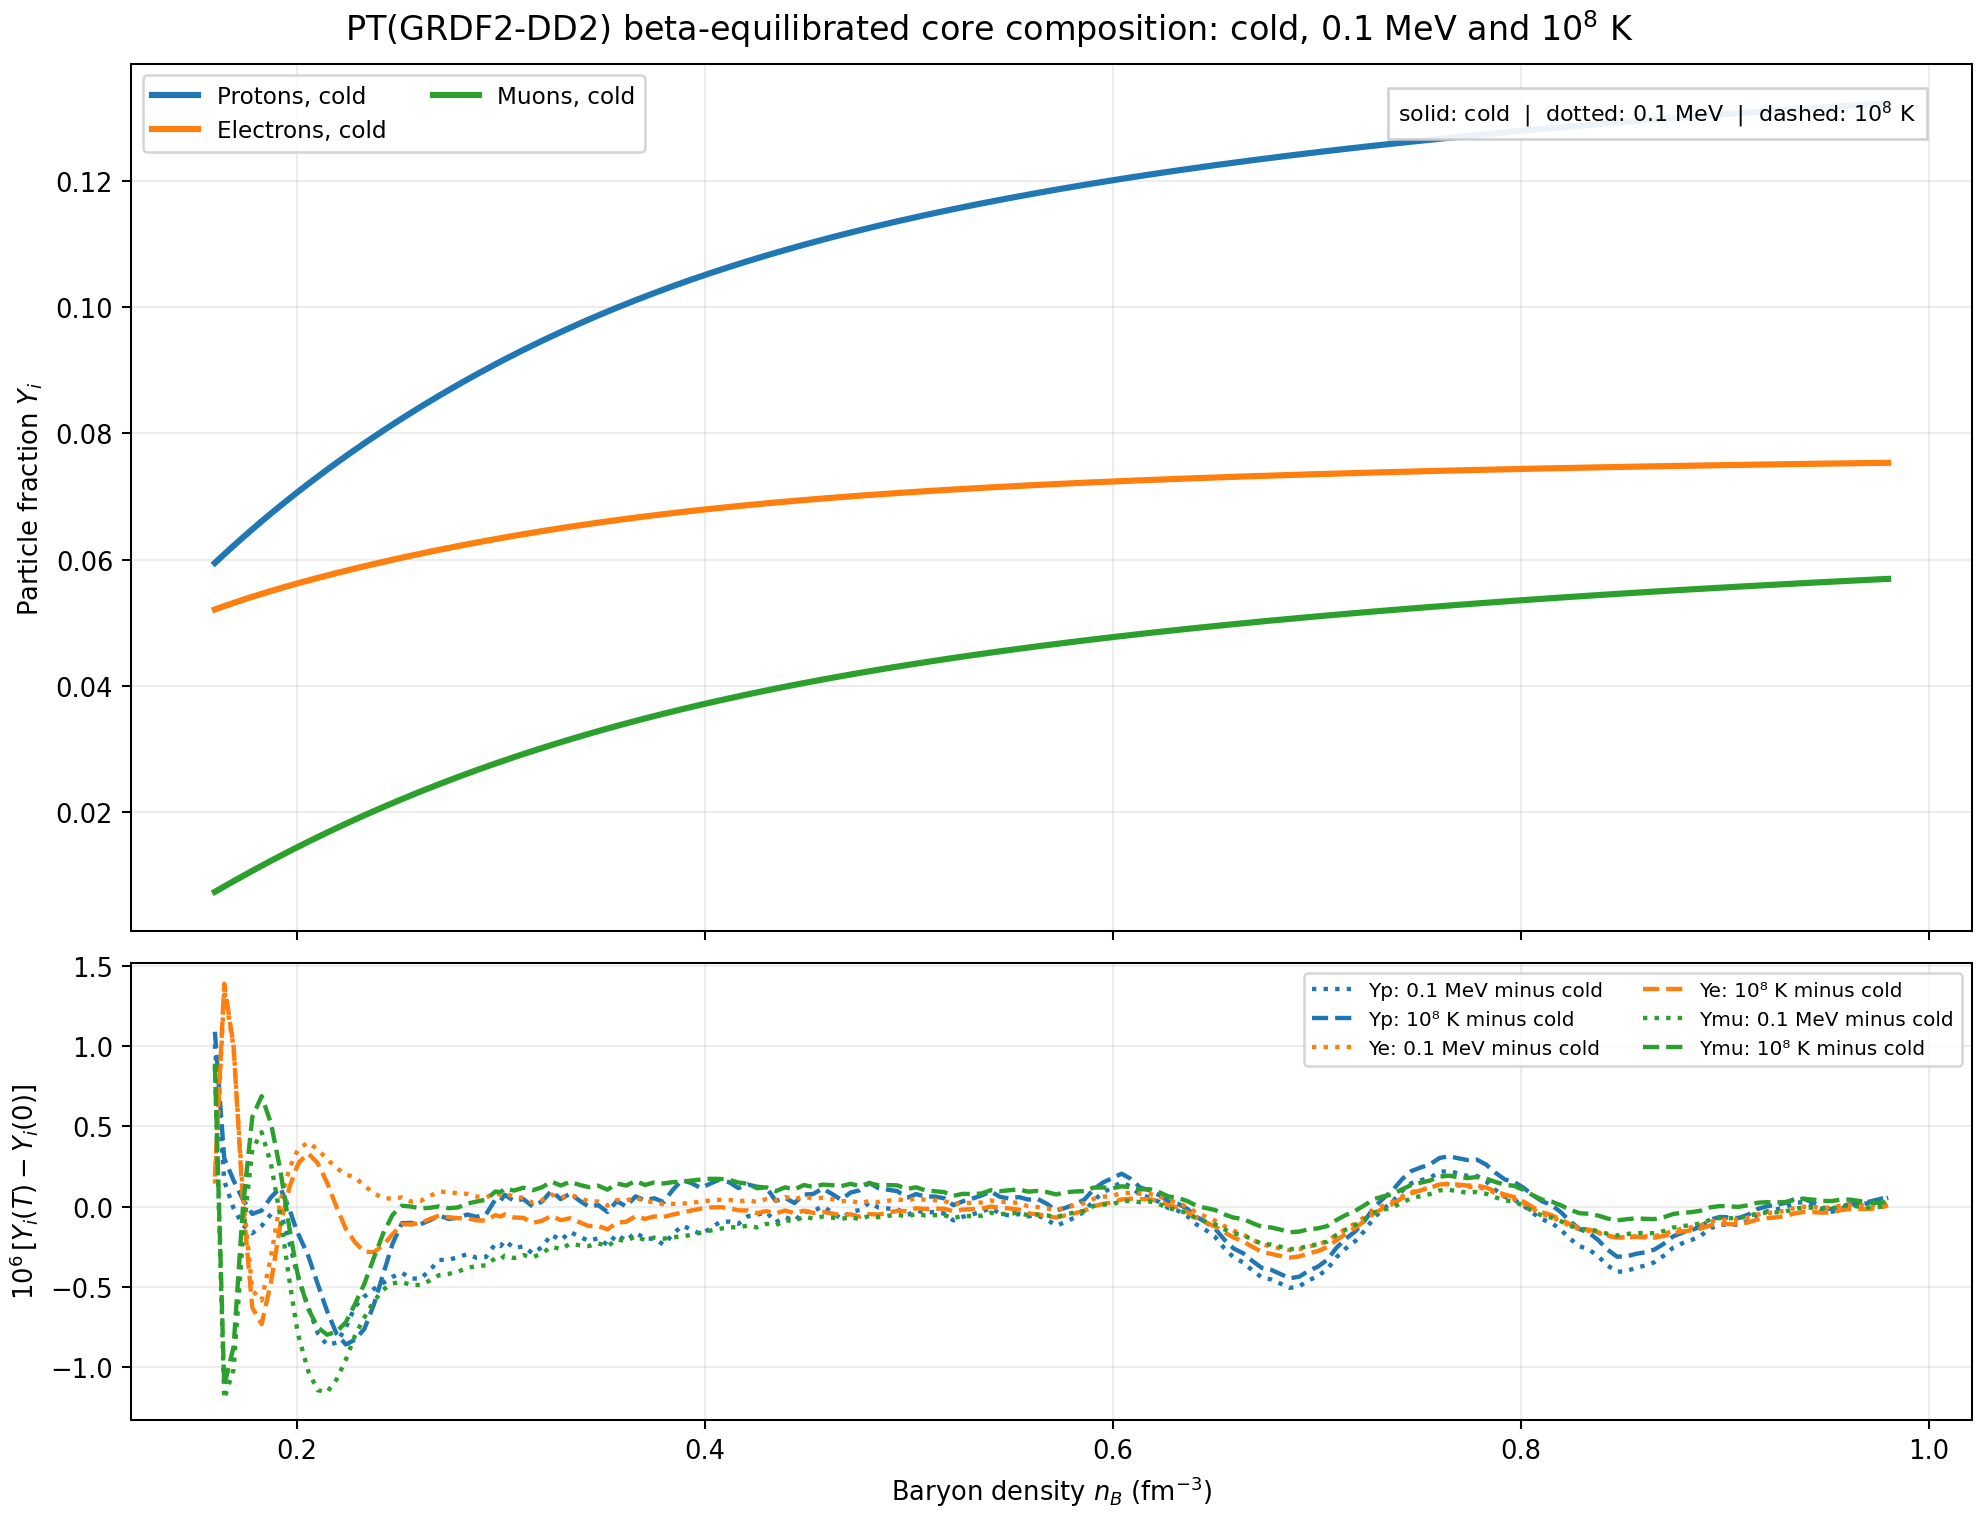 PT(GRDF2-DD2) beta-equilibrated core composition: cold, 0.1 MeV and 10⁸ K
Protons, cold
Electrons, cold
Muons, cold
solid: cold | dotted: 0.1 MeV | dashed: 10⁸ K
0.12
0.10
0.08
0.06
0.04
0.02
Particle fraction Yᵢ
1.5
1.0
0.5
0.0
−0.5
−1.0
10⁶ [Yᵢ(T) − Yᵢ(0)]
Yp: 0.1 MeV minus cold
Yp: 10⁸ K minus cold
Ye: 0.1 MeV minus cold
Ye: 10⁸ K minus cold
Ymu: 0.1 MeV minus cold
Ymu: 10⁸ K minus cold
0.2 0.4 0.6 0.8 1.0
Baryon density n_B (fm⁻³)